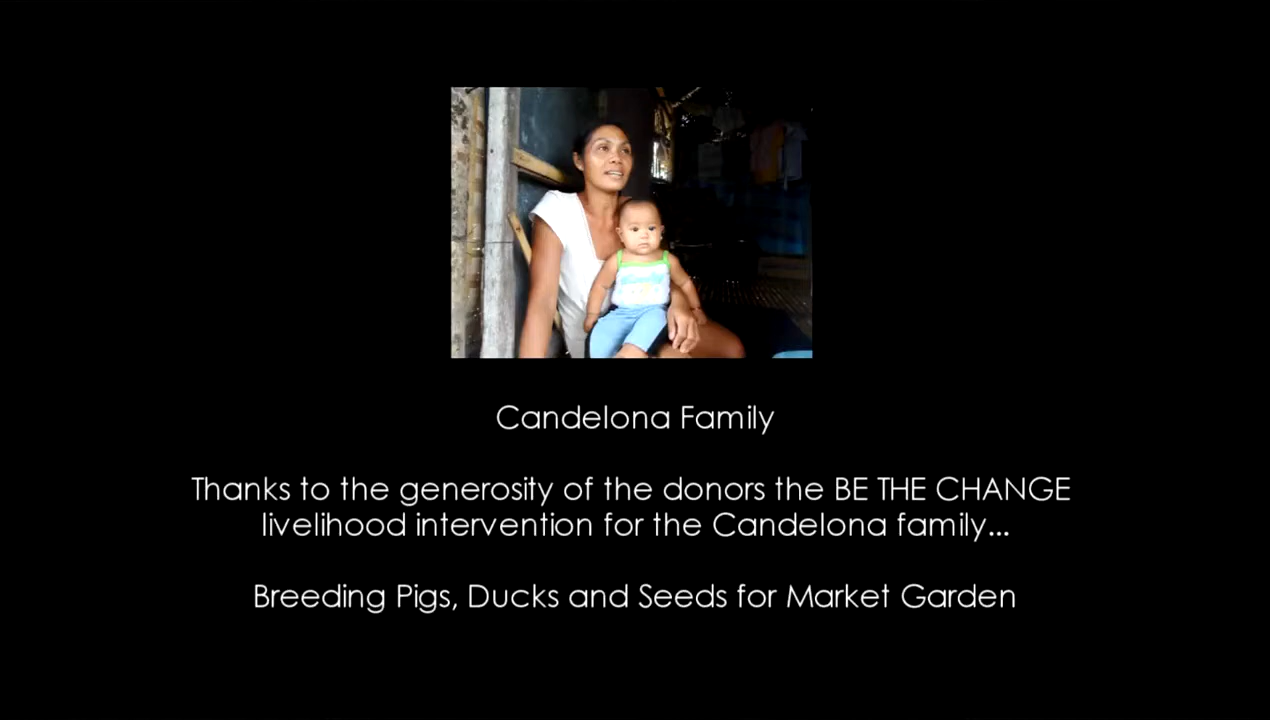 Candelona Family
Thanks to the generosity of the donors the BE THE CHANGE
livelihood intervention for the Candelona family...
Breeding Pigs, Ducks and Seeds for Market Garden